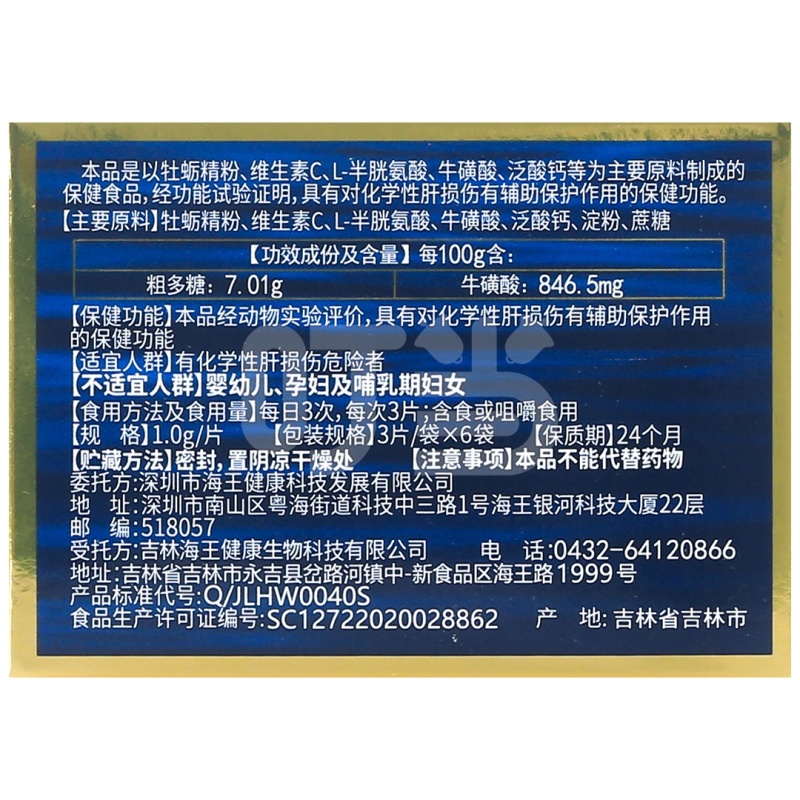 本品是以牡蛎精粉、维生素C、L-半胱氨酸、牛磺酸、泛酸钙等为主要原料制成的
保健食品,经功能试验证明,具有对化学性肝损伤有辅助保护作用的保健功能。
【主要原料】牡蛎精粉、维生素C、L-半胱氨酸、牛磺酸、泛酸钙、淀粉、蔗糖
【功效成份及含量】每100g含:
粗多糖:7.01g 牛磺酸:846.5mg
【保健功能】本品经动物实验评价,具有对化学性肝损伤有辅助保护作用
的保健功能
【适宜人群】有化学性肝损伤危险者
【不适宜人群】婴幼儿、孕妇及哺乳期妇女
【食用方法及食用量】每日3次,每次3片;含食或咀嚼食用
【规 格】1.0g/片 【包装规格】3片/袋×6袋 【保质期】24个月
【贮藏方法】密封,置阴凉干燥处 【注意事项】本品不能代替药物
委托方:深圳市海王健康科技发展有限公司
地 址:深圳市南山区粤海街道科技中三路1号海王银河科技大厦22层
邮 编:518057
受托方:吉林海王健康生物科技有限公司 电 话:0432-64120866
地址:吉林省吉林市永吉县岔路河镇中-新食品区海王路1999号
产品标准代号:Q/JLHW0040S
食品生产许可证编号:SC12722020028862 产 地:吉林省吉林市
叮当